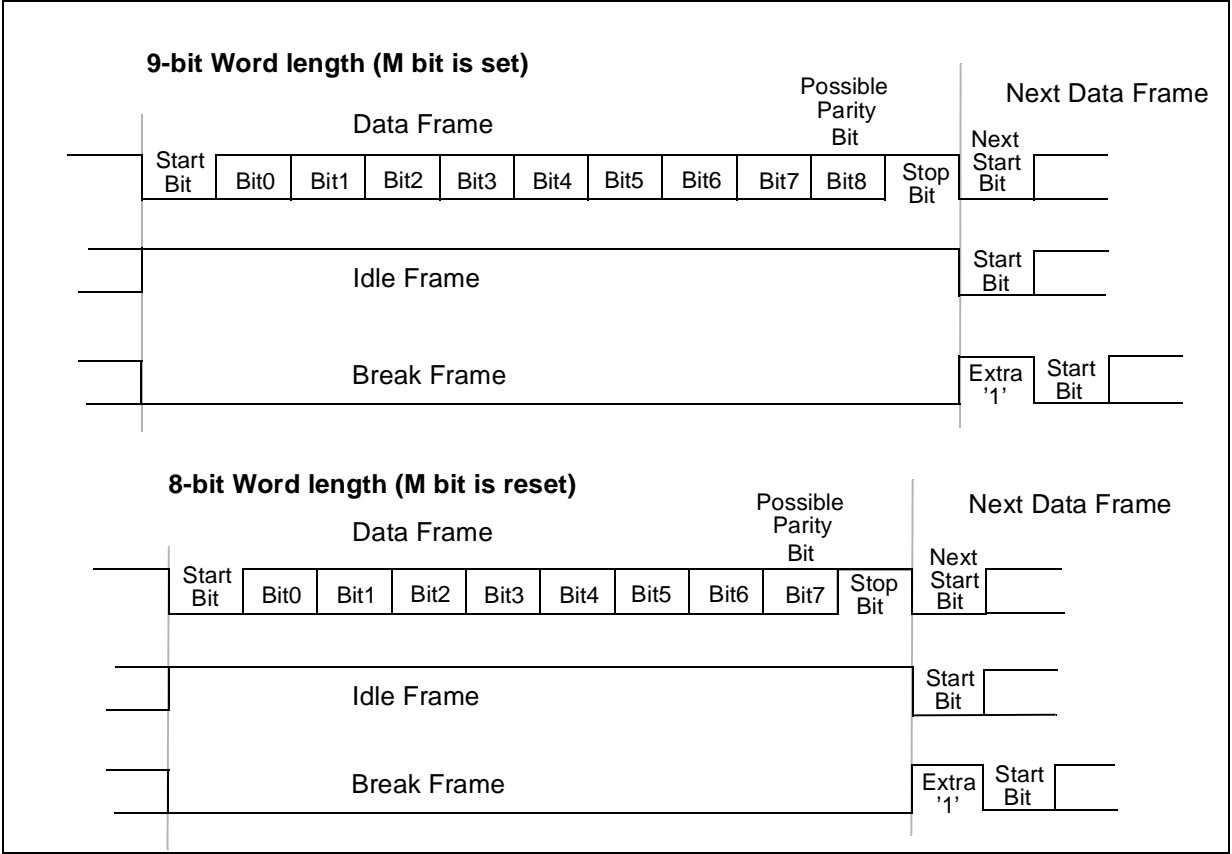 9-bit Word length (M bit is set)
Possible
Parity
Bit
Next Data Frame
Data Frame
Start
Bit
Bit0
Bit1
Bit2
Bit3
Bit4
Bit5
Bit6
Bit7
Bit8
Stop
Bit
Next
Start
Bit
Idle Frame
Start
Bit
Break Frame
Extra
'1'
Start
Bit
8-bit Word length (M bit is reset)
Possible
Parity
Bit
Next Data Frame
Data Frame
Start
Bit
Bit0
Bit1
Bit2
Bit3
Bit4
Bit5
Bit6
Bit7
Stop
Bit
Next
Start
Bit
Idle Frame
Start
Bit
Break Frame
Extra
'1'
Start
Bit